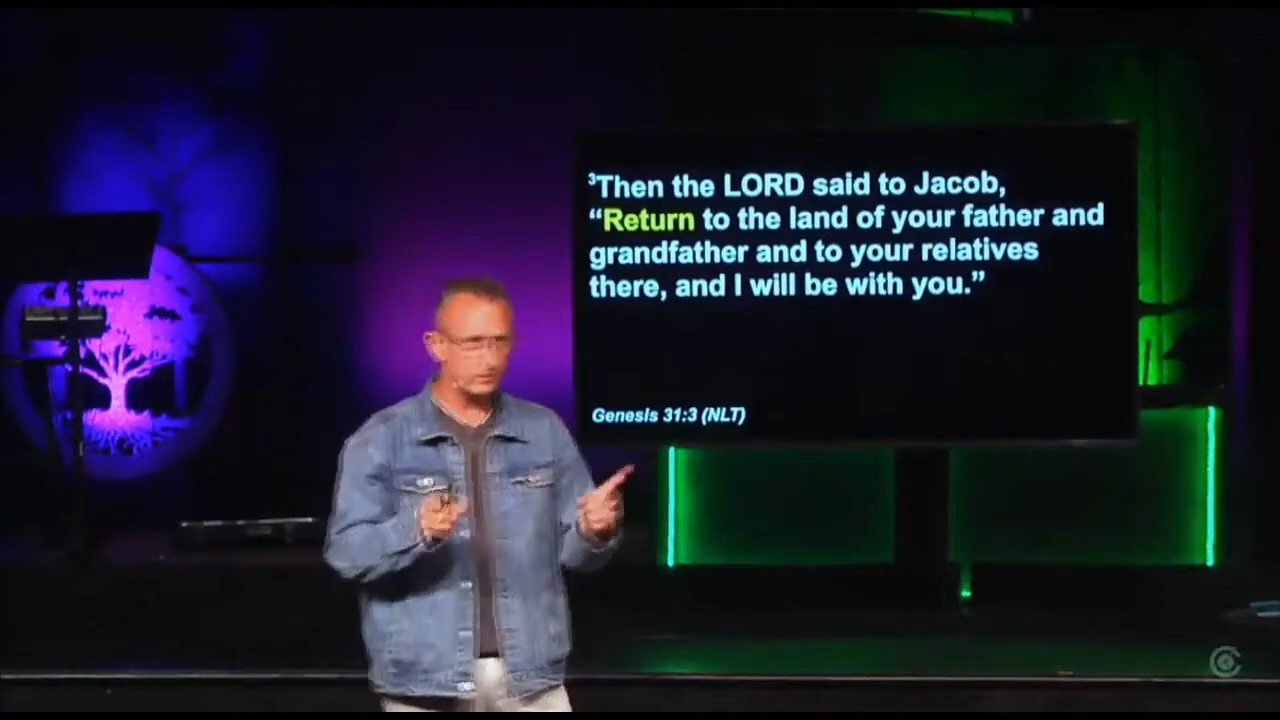 ³Then the LORD said to Jacob,
“Return to the land of your father and
grandfather and to your relatives
there, and I will be with you.”
Genesis 31:3 (NLT)